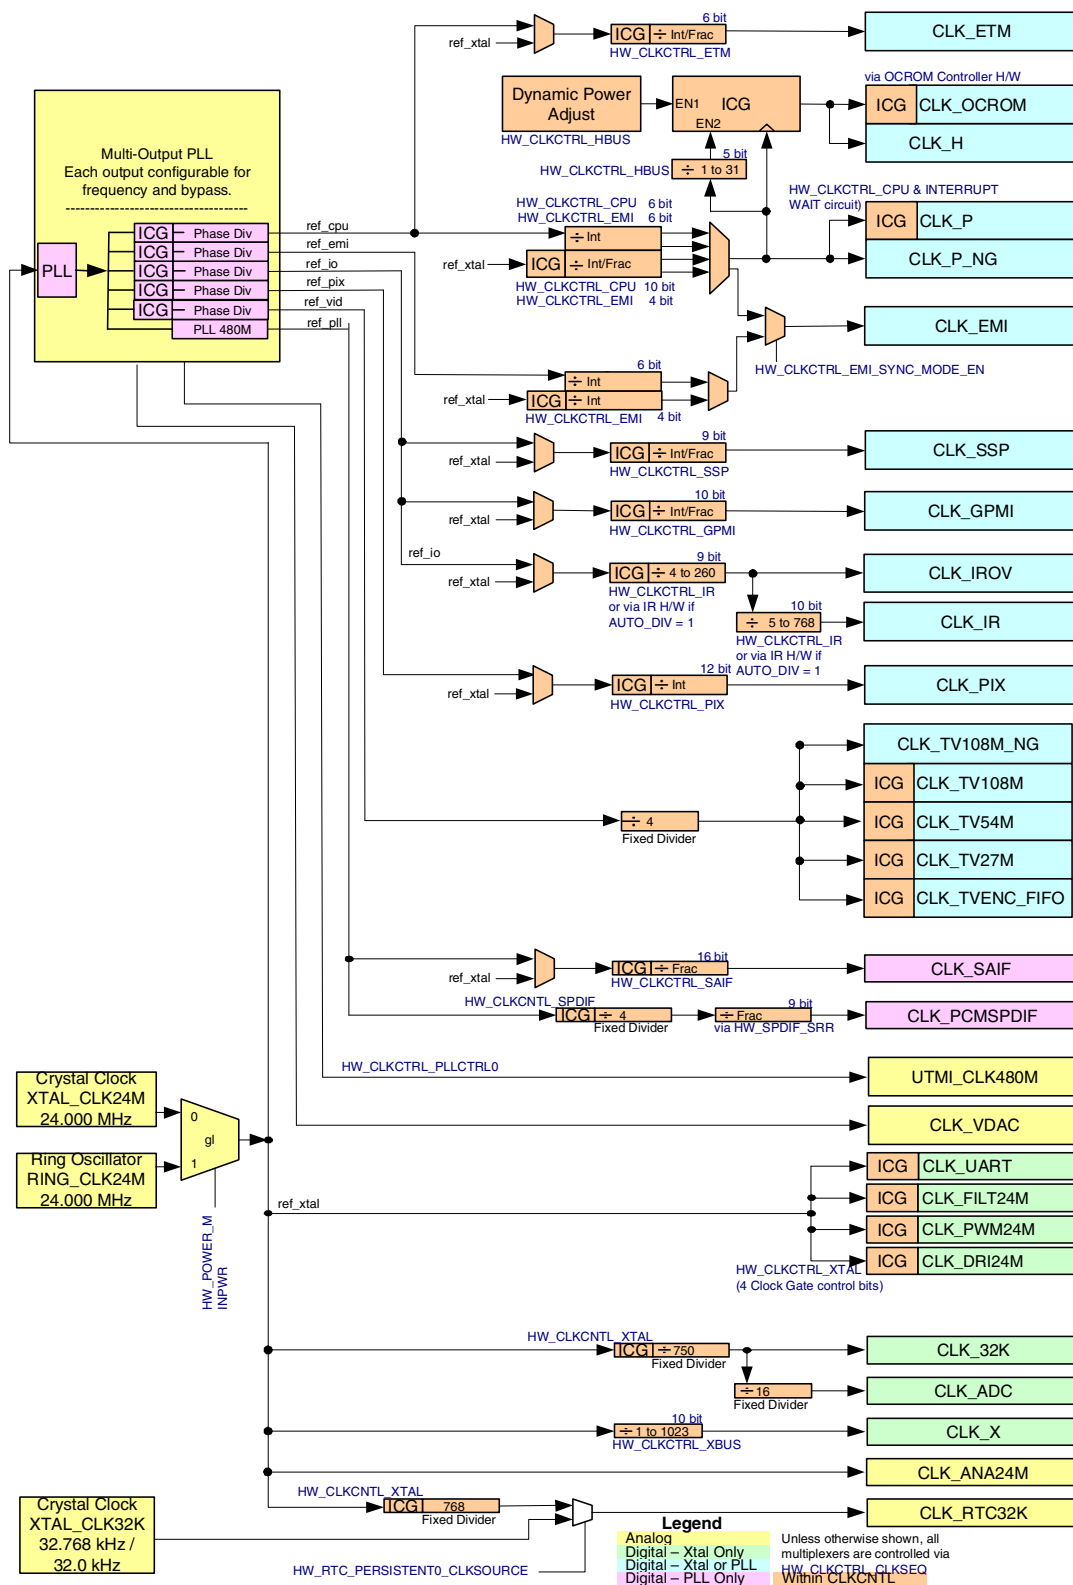 6 bit
ref_xtal
ICG ÷ Int/Frac
HW_CLKCTRL_ETM
CLK_ETM
via OCROM Controller H/W
Dynamic Power
Adjust
HW_CLKCTRL_HBUS
EN1
ICG
EN2
ICG CLK_OCROM
CLK_H
5 bit
HW_CLKCTRL_HBUS
÷ 1 to 31
Multi-Output PLL
Each output configurable for
frequency and bypass.
------------------------------------
PLL
ICG Phase Div
ICG Phase Div
ICG Phase Div
ICG Phase Div
ICG Phase Div
PLL 480M
ref_cpu
ref_emi
ref_io
ref_pix
ref_vid
ref_pll
HW_CLKCTRL_CPU 6 bit
HW_CLKCTRL_EMI 6 bit
÷ Int
ref_xtal
ICG ÷ Int/Frac
HW_CLKCTRL_CPU 10 bit
HW_CLKCTRL_EMI 4 bit
HW_CLKCTRL_CPU & INTERRUPT
WAIT circuit)
ICG CLK_P
CLK_P_NG
CLK_EMI
HW_CLKCTRL_EMI_SYNC_MODE_EN
6 bit
÷ Int
ref_xtal
ICG ÷ Int
HW_CLKCTRL_EMI 4 bit
9 bit
ref_xtal
ICG ÷ Int/Frac
HW_CLKCTRL_SSP
CLK_SSP
10 bit
ref_xtal
ICG ÷ Int/Frac
HW_CLKCTRL_GPMI
CLK_GPMI
ref_io
9 bit
ref_xtal
ICG ÷ 4 to 260
HW_CLKCTRL_IR
or via IR H/W if
AUTO_DIV = 1
CLK_IROV
10 bit
÷ 5 to 768
HW_CLKCTRL_IR
or via IR H/W if
AUTO_DIV = 1
CLK_IR
12 bit
ref_xtal
ICG ÷ Int
HW_CLKCTRL_PIX
CLK_PIX
CLK_TV108M_NG
ICG CLK_TV108M
÷ 4
Fixed Divider
ICG CLK_TV54M
ICG CLK_TV27M
ICG CLK_TVENC_FIFO
16 bit
ref_xtal
ICG ÷ Frac
HW_CLKCTRL_SAIF
CLK_SAIF
HW_CLKCNTL_SPDIF
ICG ÷ 4
Fixed Divider
9 bit
÷ Frac
via HW_SPDIF_SRR
CLK_PCMSPDIF
HW_CLKCTRL_PLLCTRL0
UTMI_CLK480M
CLK_VDAC
Crystal Clock
XTAL_CLK24M
24.000 MHz
Ring Oscillator
RING_CLK24M
24.000 MHz
0
gl
1
HW_POWER_M
INPWR
ref_xtal
ICG CLK_UART
ICG CLK_FILT24M
ICG CLK_PWM24M
ICG CLK_DRI24M
HW_CLKCTRL_XTAL
(4 Clock Gate control bits)
HW_CLKCNTL_XTAL
ICG ÷ 750
Fixed Divider
CLK_32K
÷ 16
Fixed Divider
CLK_ADC
10 bit
÷ 1 to 1023
HW_CLKCTRL_XBUS
CLK_X
CLK_ANA24M
HW_CLKCNTL_XTAL
ICG 768
Fixed Divider
CLK_RTC32K
Crystal Clock
XTAL_CLK32K
32.768 kHz /
32.0 kHz
HW_RTC_PERSISTENT0_CLKSOURCE
Legend
Analog
Digital – Xtal Only
Digital – Xtal or PLL
Digital – PLL Only
Unless otherwise shown, all
multiplexers are controlled via
HW_CLKCTRL_CLKSEQ
Within CLKCNTL